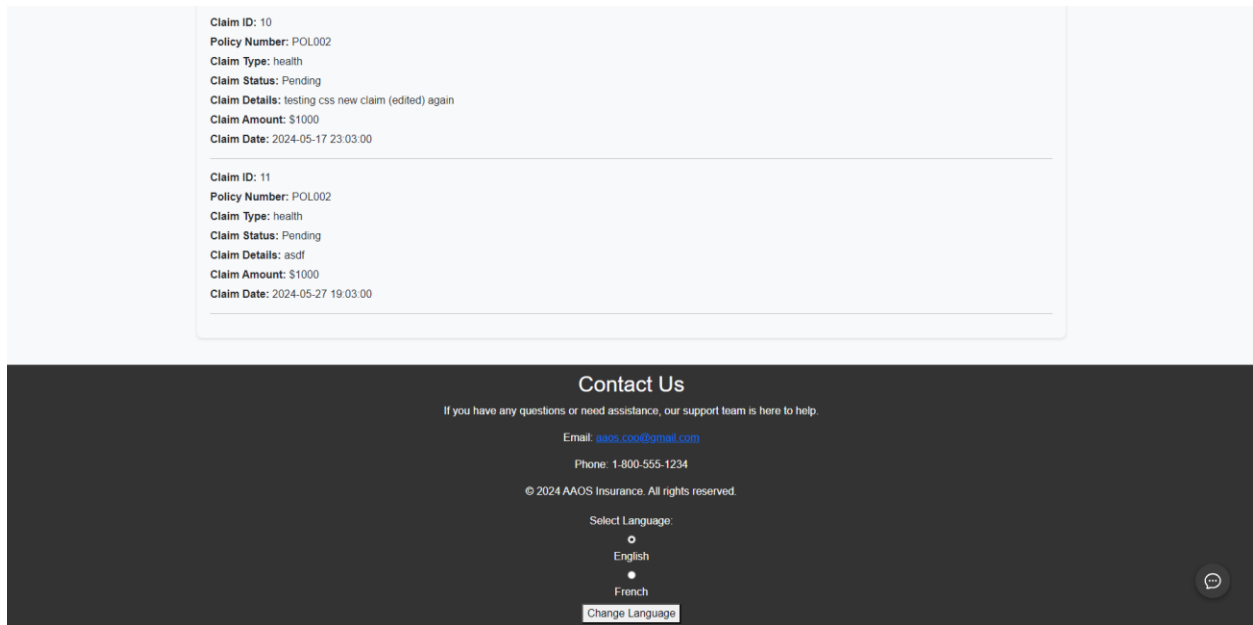 Claim ID: 10
Policy Number: POL002
Claim Type: health
Claim Status: Pending
Claim Details: testing css new claim (edited) again
Claim Amount: $1000
Claim Date: 2024-05-17 23:03:00
Claim ID: 11
Policy Number: POL002
Claim Type: health
Claim Status: Pending
Claim Details: asdf
Claim Amount: $1000
Claim Date: 2024-05-27 19:03:00
Contact Us
If you have any questions or need assistance, our support team is here to help.
Email: aaos.coo@gmail.com
Phone: 1-800-555-1234
© 2024 AAOS Insurance. All rights reserved.
Select Language:
English
French
Change Language